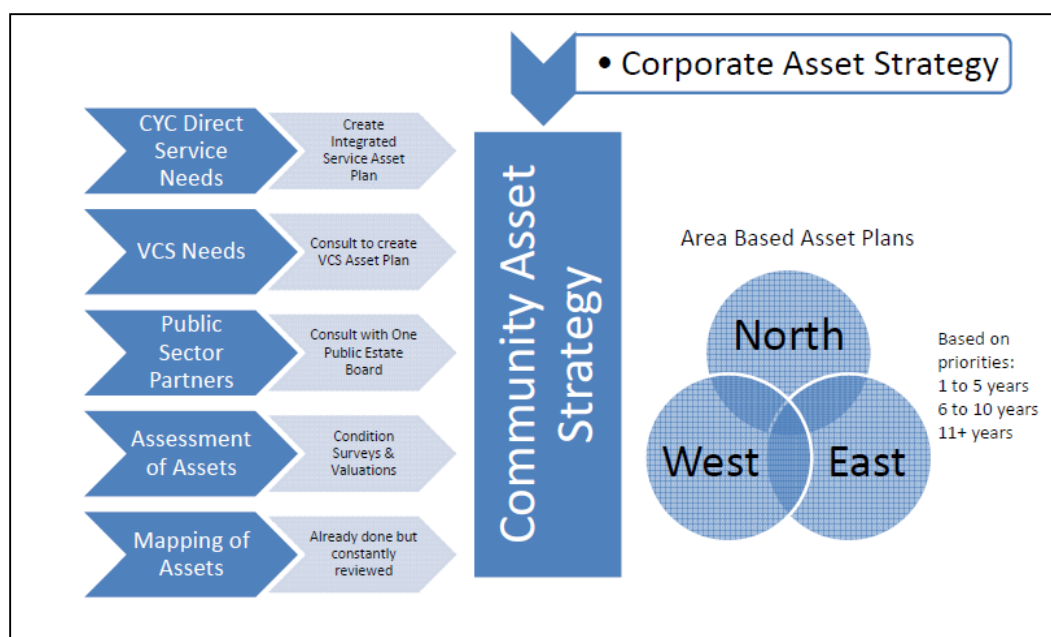 • Corporate Asset Strategy
CYC Direct
Service
Needs
Create
Integrated
Service Asset
Plan
VCS Needs
Consult to create
VCS Asset Plan
Public
Sector
Partners
Consult with One
Public Estate
Board
Assessment
of Assets
Condition
Surveys &
Valuations
Mapping of
Assets
Already done but
constantly
reviewed
Community Asset
Strategy
Area Based Asset Plans
North
West
East
Based on
priorities:
1 to 5 years
6 to 10 years
11+ years